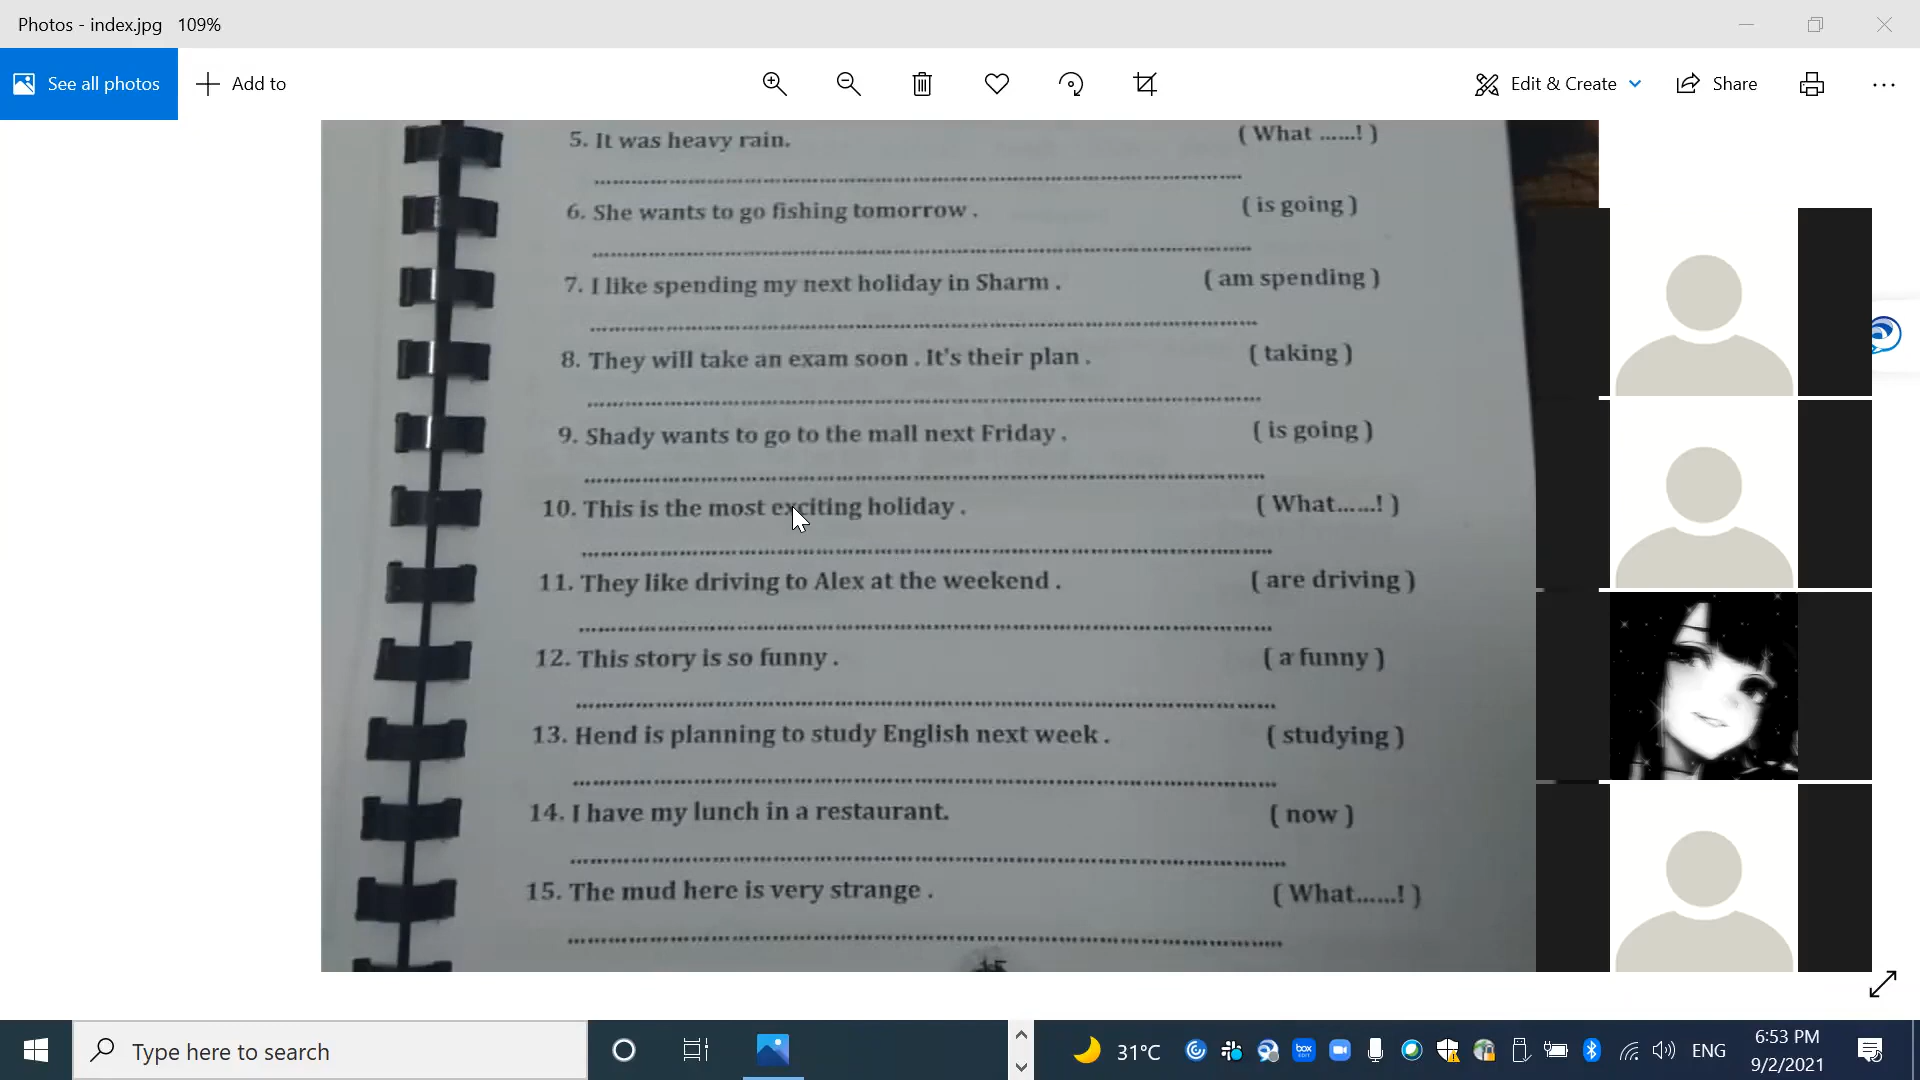 Photos - index.jpg 109%
See all photos
Add to
Edit & Create
Share
5. It was heavy rain. ( What ......! )
6. She wants to go fishing tomorrow . ( is going )
7. I like spending my next holiday in Sharm . ( am spending )
8. They will take an exam soon . It's their plan . ( taking )
9. Shady wants to go to the mall next Friday . ( is going )
10. This is the most exciting holiday . ( What......! )
11. They like driving to Alex at the weekend . ( are driving )
12. This story is so funny . ( a funny )
13. Hend is planning to study English next week . ( studying )
14. I have my lunch in a restaurant. ( now )
15. The mud here is very strange . ( What......! )
Type here to search
31°C
box
ENG
6:53 PM
9/2/2021